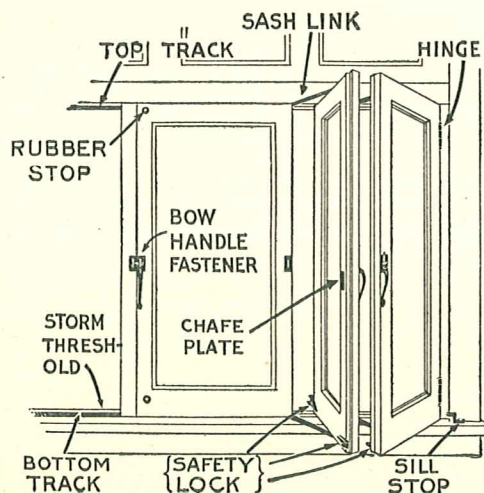 SASH LINK
TOP TRACK
HINGE
RUBBER
STOP
BOW
HANDLE
FASTENER
STORM
THRESH-
OLD
CHAFE
PLATE
BOTTOM
TRACK
{SAFETY}
{LOCK}
SILL
STOP